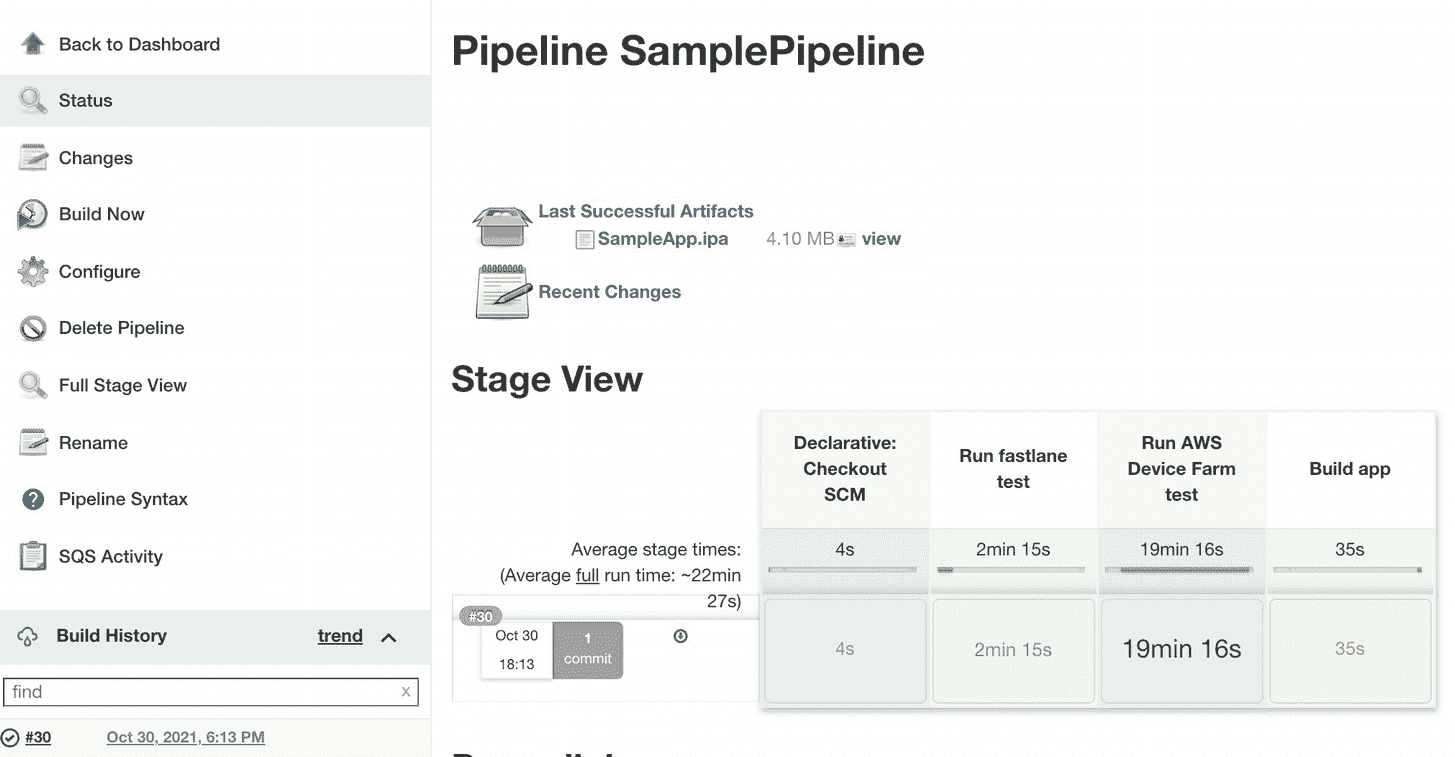 Back to Dashboard
Status
Changes
Build Now
Configure
Delete Pipeline
Full Stage View
Rename
Pipeline Syntax
SQS Activity
Build History trend
find x
#30 Oct 30, 2021, 6:13 PM
Pipeline SamplePipeline
Last Successful Artifacts
SampleApp.ipa 4.10 MB view
Recent Changes
Stage View
Declarative:
Checkout
SCM
Run fastlane
test
Run AWS
Device Farm
test
Build app
Average stage times:
(Average full run time: ~22min
27s)
4s
2min 15s
19min 16s
35s
#30
Oct 30
18:13
1
commit
4s
2min 15s
19min 16s
35s